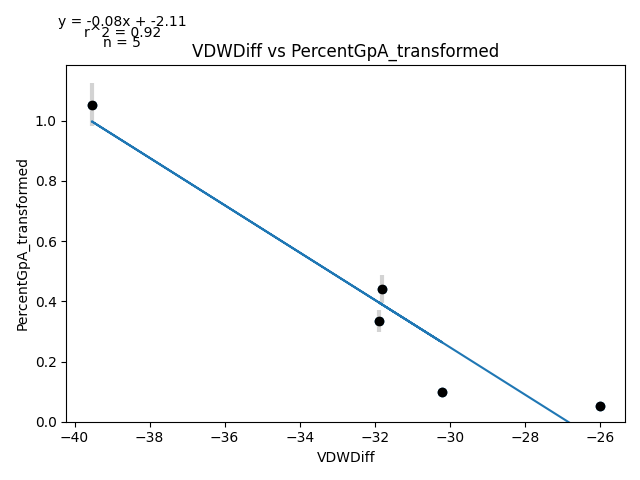 y = -0.08x + -2.11
r^2 = 0.92
n = 5
VDWDiff vs PercentGpA_transformed
PercentGpA_transformed
1.0
0.8
0.6
0.4
0.2
0.0
−40 −38 −36 −34 −32 −30 −28 −26
VDWDiff